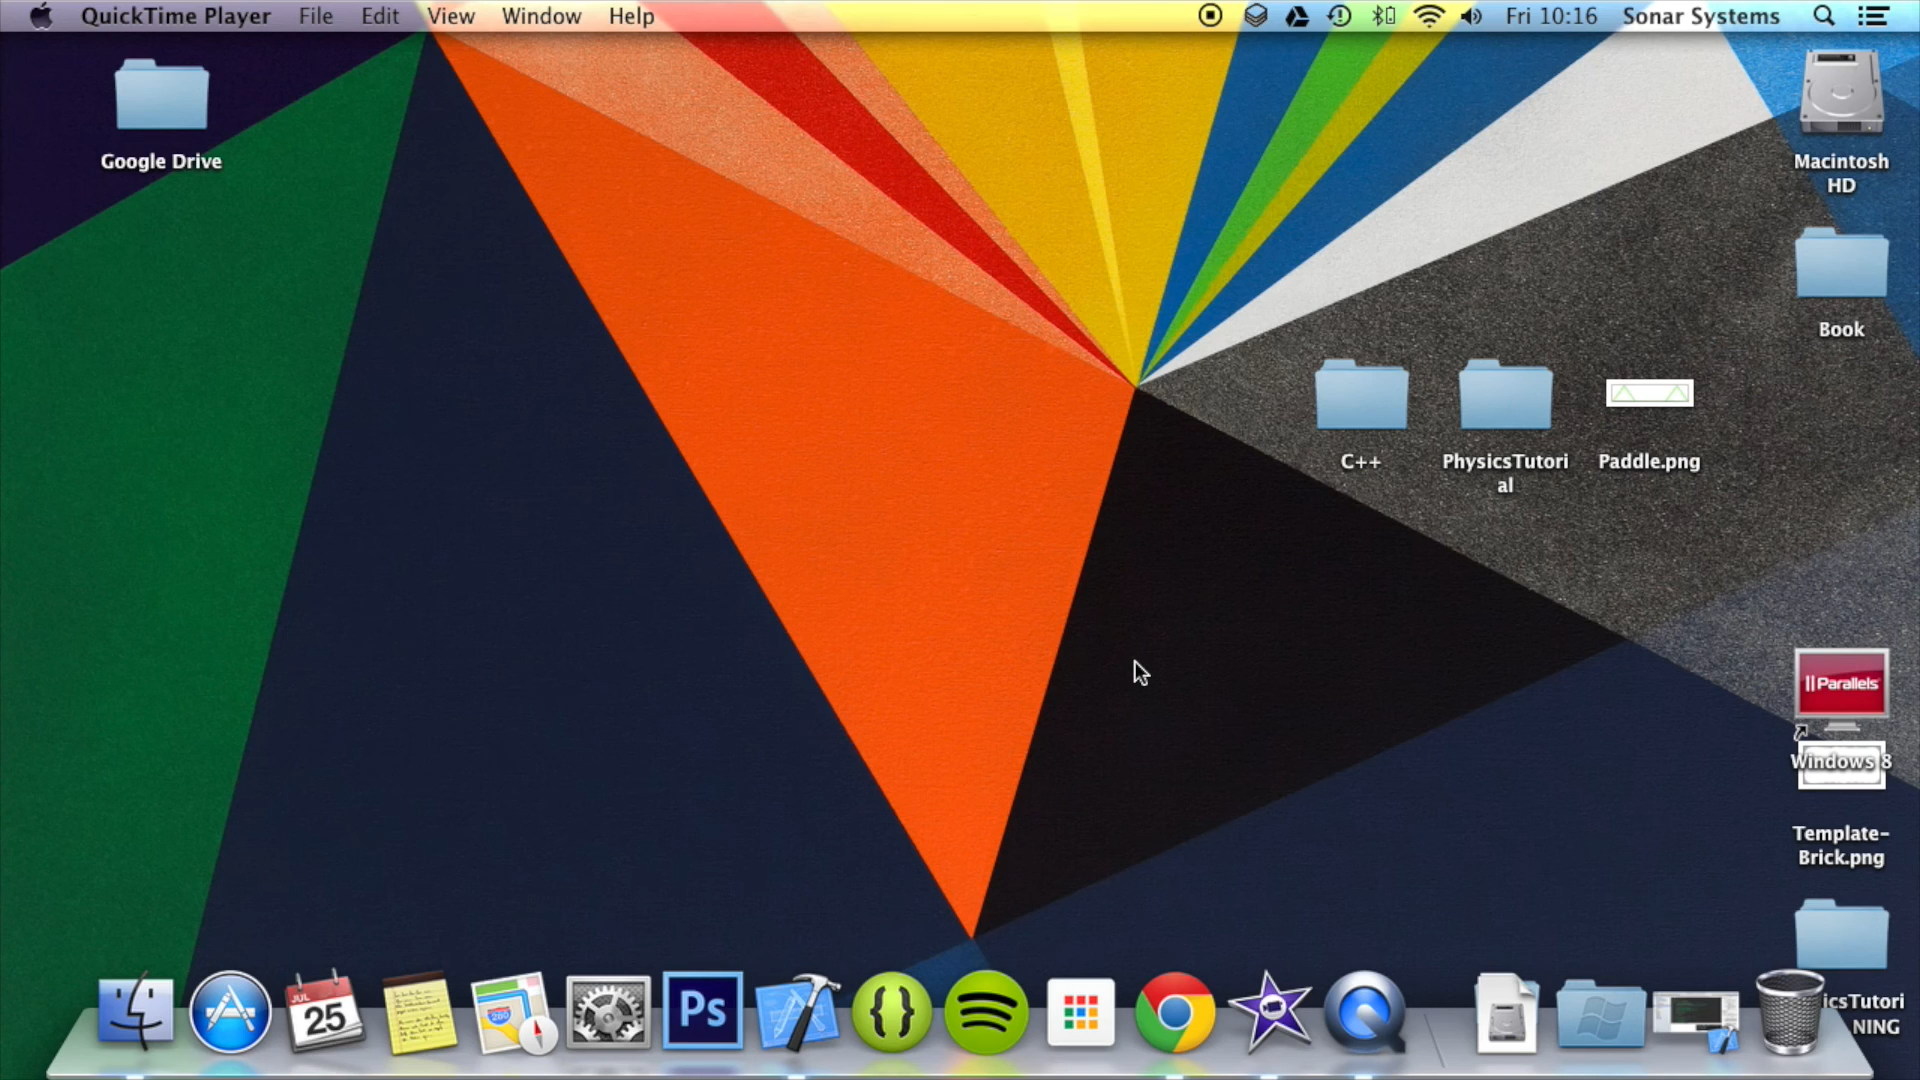 QuickTime Player File Edit View Window Help Fri 10:16 Sonar Systems
Google Drive
Macintosh
HD
Book
C++
PhysicsTutori
al
Paddle.png
Parallels
Windows 8
Template-
Brick.png
icsTutori
NING
JUL
25
280
Ps
{}